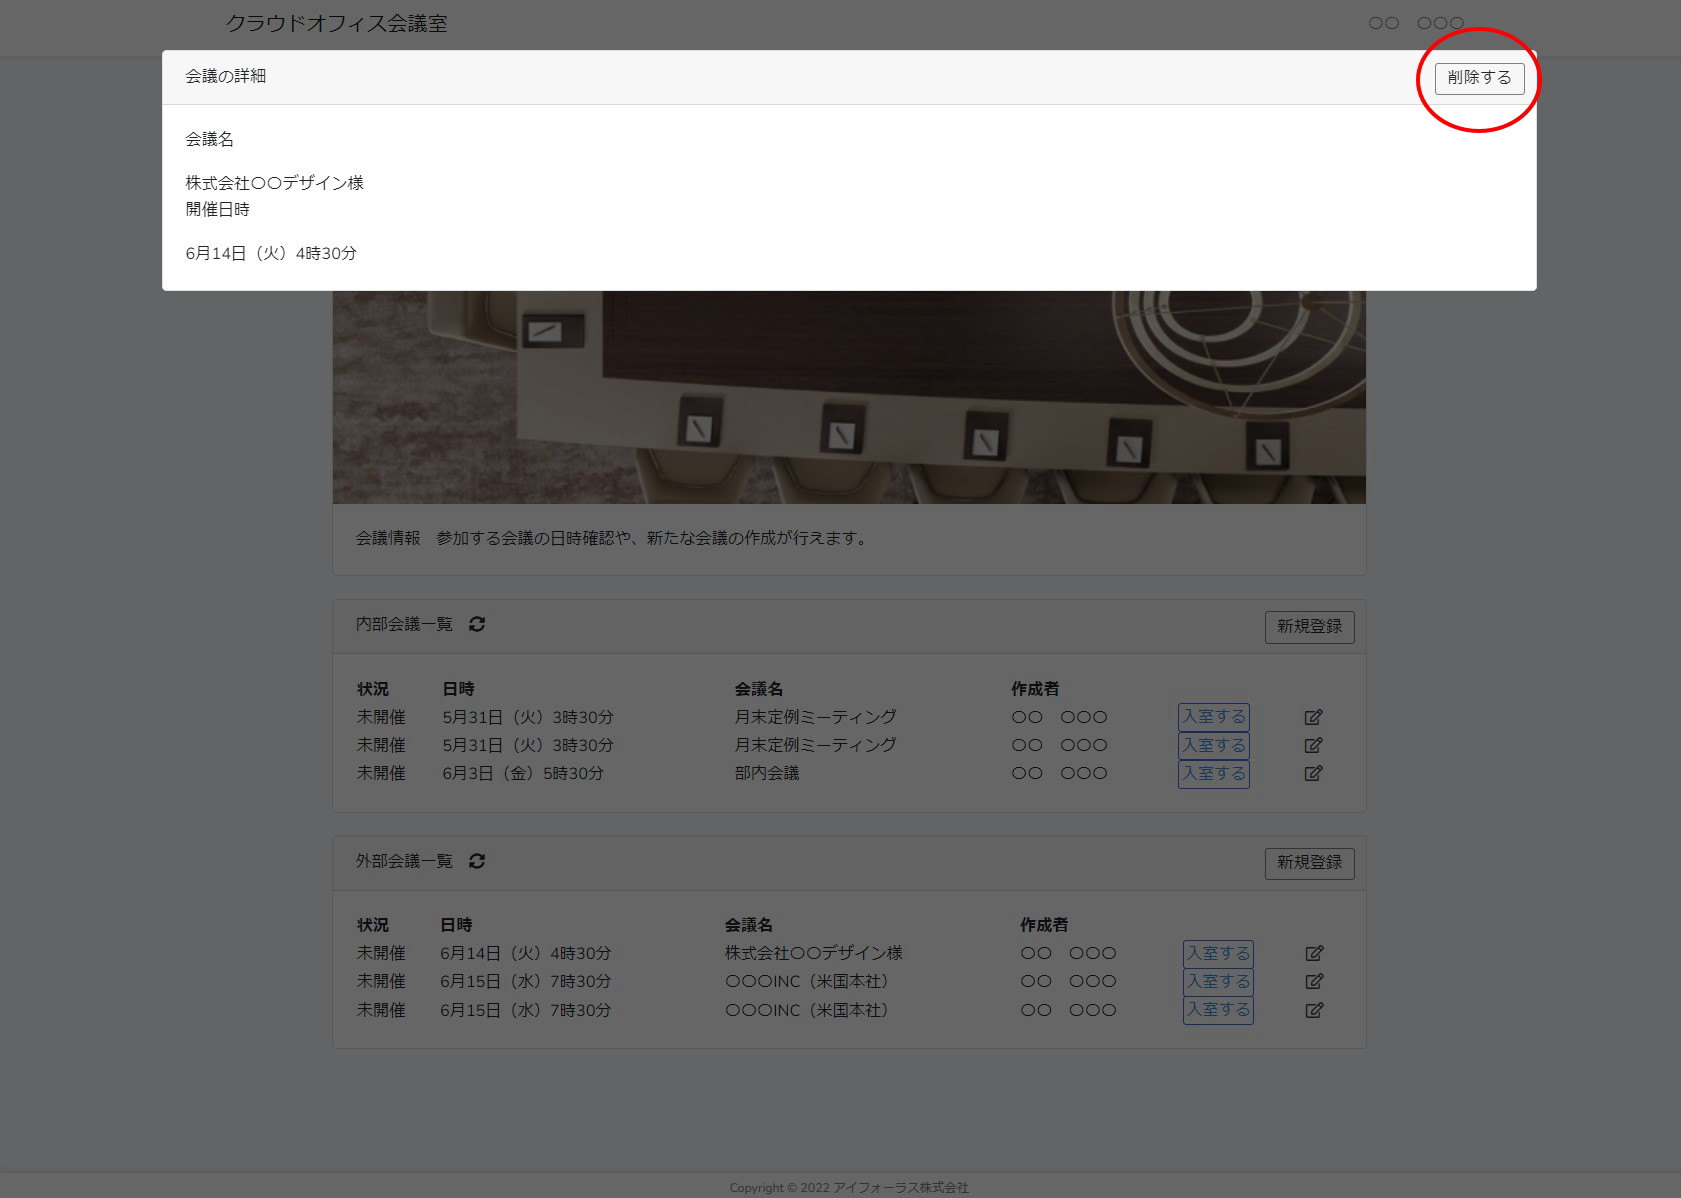 クラウドオフィス会議室
〇〇　〇〇〇
会議の詳細
削除する
会議名
株式会社〇〇デザイン様
開催日時
6月14日（火）4時30分
会議情報　参加する会議の日時確認や、新たな会議の作成が行えます。
内部会議一覧
新規登録
状況 日時 会議名 作成者
未開催 5月31日（火）3時30分 月末定例ミーティング 〇〇　〇〇〇 入室する
未開催 5月31日（火）3時30分 月末定例ミーティング 〇〇　〇〇〇 入室する
未開催 6月3日（金）5時30分 部内会議 〇〇　〇〇〇 入室する
外部会議一覧
新規登録
状況 日時 会議名 作成者
未開催 6月14日（火）4時30分 株式会社〇〇デザイン様 〇〇　〇〇〇 入室する
未開催 6月15日（水）7時30分 〇〇〇INC（米国本社） 〇〇　〇〇〇 入室する
未開催 6月15日（水）7時30分 〇〇〇INC（米国本社） 〇〇　〇〇〇 入室する
Copyright © 2022 アイフォーラス株式会社